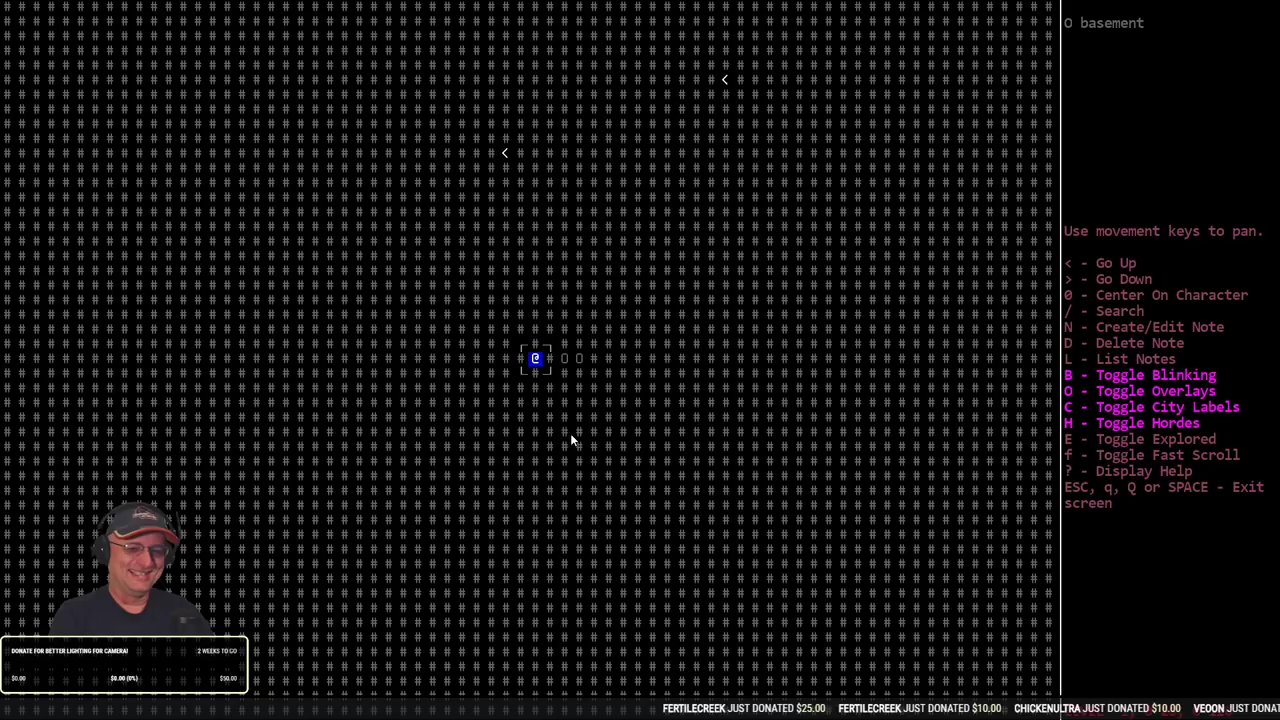 O basement
<
<
Use movement keys to pan.
< - Go Up
> - Go Down
0 - Center On Character
/ - Search
N - Create/Edit Note
D - Delete Note
L - List Notes
B - Toggle Blinking
O - Toggle Overlays
C - Toggle City Labels
H - Toggle Hordes
E - Toggle Explored
f - Toggle Fast Scroll
? - Display Help
ESC, q, Q or SPACE - Exit
screen
@ O O
DONATE FOR BETTER LIGHTING FOR CAMERA! 2 WEEKS TO GO
$0.00 $0.00 (0%) $50.00
FERTILECREEK JUST DONATED $25.00 FERTILECREEK JUST DONATED $10.00 CHICKENULTRA JUST DONATED $10.00 VEOON JUST DONA